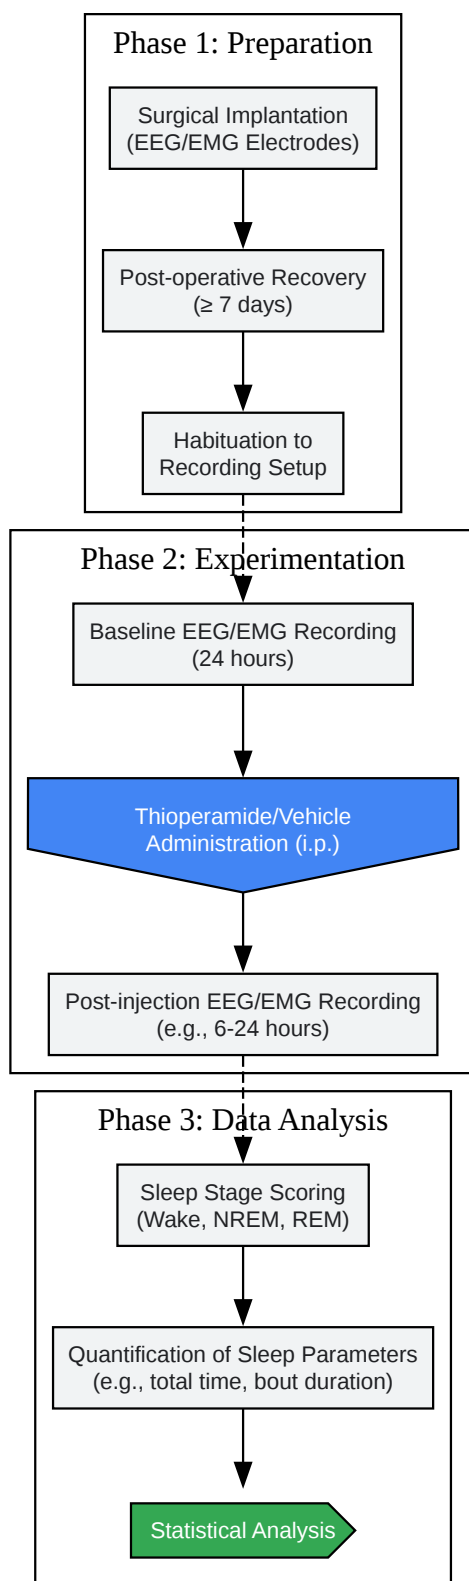 Phase 1: Preparation
Surgical Implantation
(EEG/EMG Electrodes)
Post-operative Recovery
(≥ 7 days)
Habituation to
Recording Setup
Phase 2: Experimentation
Baseline EEG/EMG Recording
(24 hours)
Thioperamide/Vehicle
Administration (i.p.)
Post-injection EEG/EMG Recording
(e.g., 6-24 hours)
Phase 3: Data Analysis
Sleep Stage Scoring
(Wake, NREM, REM)
Quantification of Sleep Parameters
(e.g., total time, bout duration)
Statistical Analysis